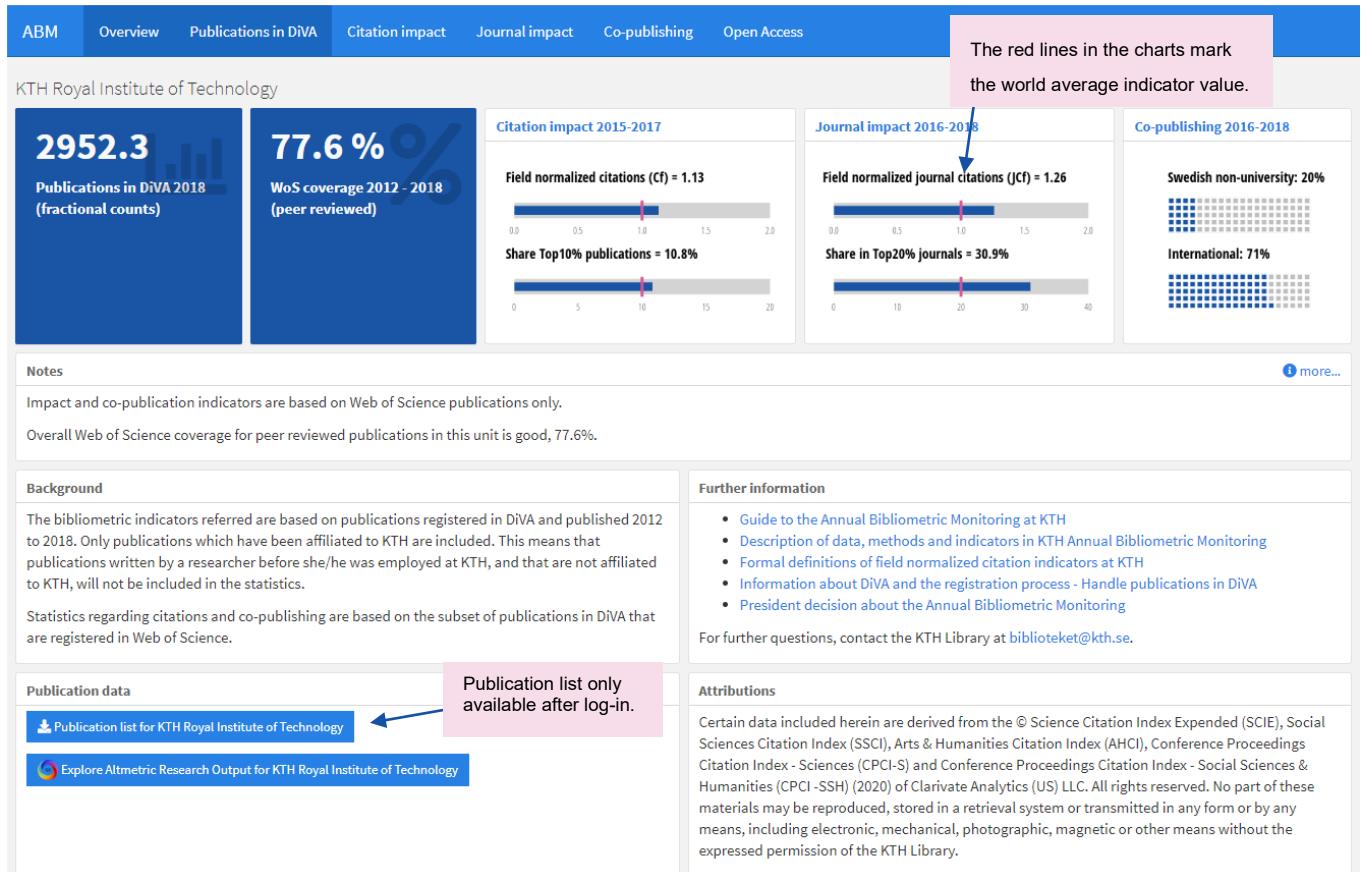 ABM Overview Publications in DiVA Citation impact Journal impact Co-publishing Open Access
The red lines in the charts mark
the world average indicator value.
KTH Royal Institute of Technology
2952.3
Publications in DiVA 2018
(fractional counts)
77.6 %
WoS coverage 2012 - 2018
(peer reviewed)
Citation impact 2015-2017
Field normalized citations (Cf) = 1.13
0.0 0.5 1.0 1.5 2.0
Share Top10% publications = 10.8%
0 5 10 15 20
Journal impact 2016-2018
Field normalized journal citations (JCf) = 1.26
0.0 0.5 1.0 1.5 2.0
Share in Top20% journals = 30.9%
0 10 20 30 40
Co-publishing 2016-2018
Swedish non-university: 20%
International: 71%
Notes
more...
Impact and co-publication indicators are based on Web of Science publications only.
Overall Web of Science coverage for peer reviewed publications in this unit is good, 77.6%.
Background
The bibliometric indicators referred are based on publications registered in DiVA and published 2012
to 2018. Only publications which have been affiliated to KTH are included. This means that
publications written by a researcher before she/he was employed at KTH, and that are not affiliated
to KTH, will not be included in the statistics.
Statistics regarding citations and co-publishing are based on the subset of publications in DiVA that
are registered in Web of Science.
Further information
• Guide to the Annual Bibliometric Monitoring at KTH
• Description of data, methods and indicators in KTH Annual Bibliometric Monitoring
• Formal definitions of field normalized citation indicators at KTH
• Information about DiVA and the registration process - Handle publications in DiVA
• President decision about the Annual Bibliometric Monitoring
For further questions, contact the KTH Library at biblioteket@kth.se.
Publication data
Publication list only
available after log-in.
Publication list for KTH Royal Institute of Technology
Explore Altmetric Research Output for KTH Royal Institute of Technology
Attributions
Certain data included herein are derived from the © Science Citation Index Expended (SCIE), Social
Sciences Citation Index (SSCI), Arts & Humanities Citation Index (AHCI), Conference Proceedings
Citation Index - Sciences (CPCI-S) and Conference Proceedings Citation Index - Social Sciences &
Humanities (CPCI -SSH) (2020) of Clarivate Analytics (US) LLC. All rights reserved. No part of these
materials may be reproduced, stored in a retrieval system or transmitted in any form or by any
means, including electronic, mechanical, photographic, magnetic or other means without the
expressed permission of the KTH Library.